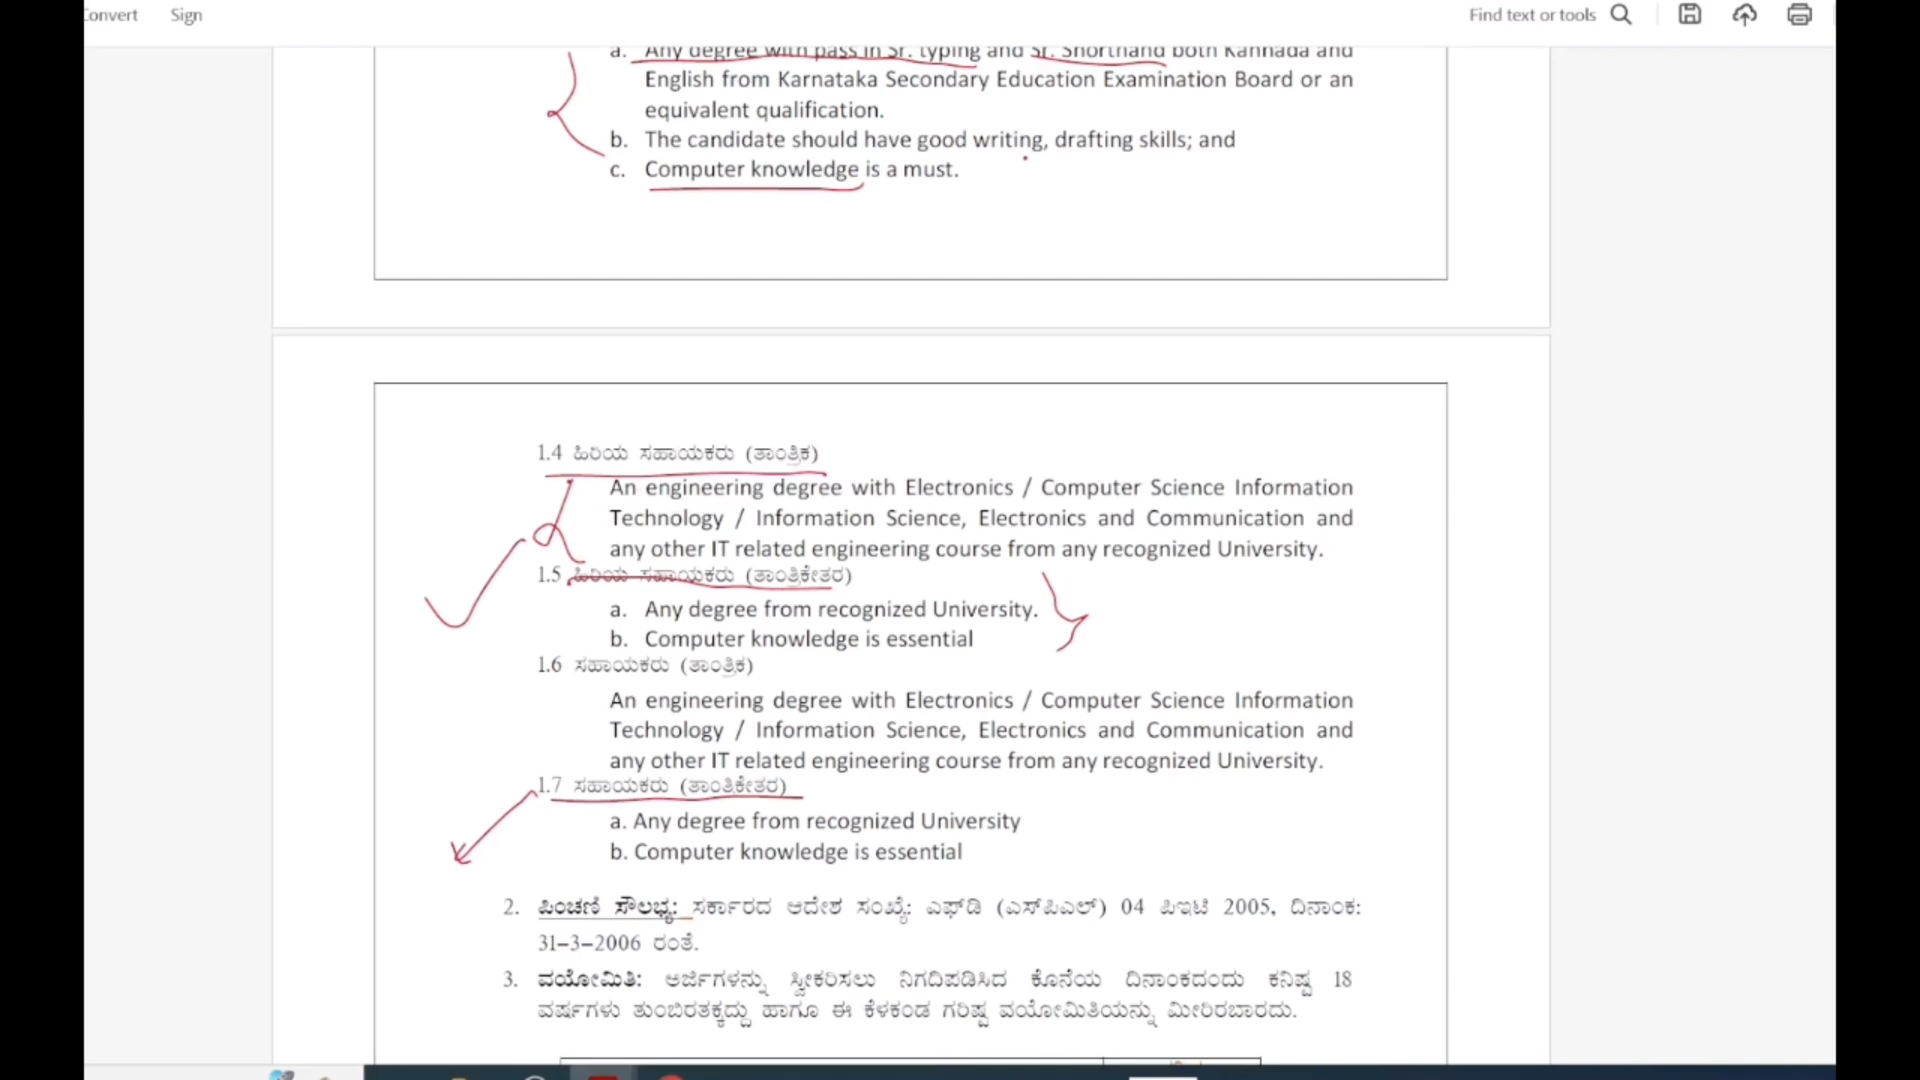 Convert Sign Find text or tools
a. Any degree with pass in Sr. typing and Sr. Shorthand both Kannada and
English from Karnataka Secondary Education Examination Board or an
equivalent qualification.
b. The candidate should have good writing, drafting skills; and
c. Computer knowledge is a must.
1.4 ಹಿರಿಯ ಸಹಾಯಕರು (ತಾಂತ್ರಿಕ)
An engineering degree with Electronics / Computer Science Information
Technology / Information Science, Electronics and Communication and
any other IT related engineering course from any recognized University.
1.5 ಹಿರಿಯ ಸಹಾಯಕರು (ತಾಂತ್ರಿಕೇತರ)
a. Any degree from recognized University.
b. Computer knowledge is essential
1.6 ಸಹಾಯಕರು (ತಾಂತ್ರಿಕ)
An engineering degree with Electronics / Computer Science Information
Technology / Information Science, Electronics and Communication and
any other IT related engineering course from any recognized University.
1.7 ಸಹಾಯಕರು (ತಾಂತ್ರಿಕೇತರ)
a. Any degree from recognized University
b. Computer knowledge is essential
2. ಪಿಂಚಣಿ ಸೌಲಭ್ಯ: ಸರ್ಕಾರದ ಆದೇಶ ಸಂಖ್ಯೆ: ಎಫ್‌ಡಿ (ಎಸ್‌ಪಿಎಲ್) 04 ಪಿಇಟಿ 2005, ದಿನಾಂಕ:
31-3-2006 ರಂತೆ.
3. ವಯೋಮಿತಿ: ಅರ್ಜಿಗಳನ್ನು ಸ್ವೀಕರಿಸಲು ನಿಗದಿಪಡಿಸಿದ ಕೊನೆಯ ದಿನಾಂಕದಂದು ಕನಿಷ್ಟ 18
ವರ್ಷಗಳು ತುಂಬಿರತಕ್ಕದ್ದು ಹಾಗೂ ಈ ಕೆಳಕಂಡ ಗರಿಷ್ಟ ವಯೋಮಿತಿಯನ್ನು ಮೀರಿರಬಾರದು.